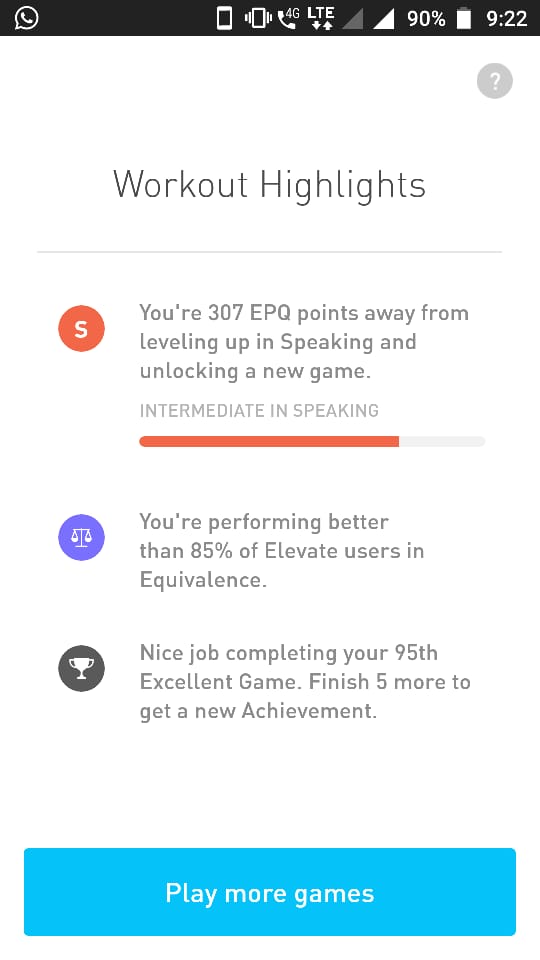 4G LTE 90% 9:22
?
Workout Highlights
S
You're 307 EPQ points away from
leveling up in Speaking and
unlocking a new game.
INTERMEDIATE IN SPEAKING
You're performing better
than 85% of Elevate users in
Equivalence.
Nice job completing your 95th
Excellent Game. Finish 5 more to
get a new Achievement.
Play more games